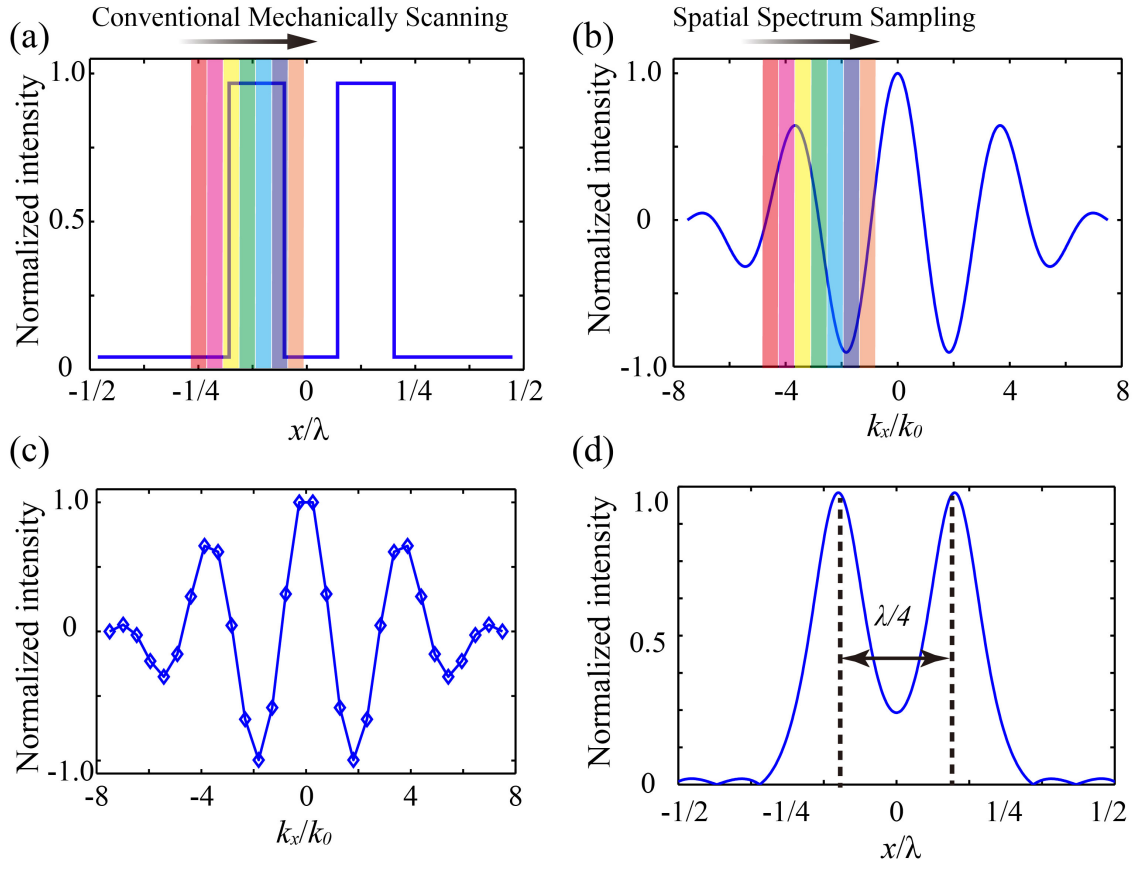 Conventional Mechanically Scanning
Spatial Spectrum Sampling
(a)
(b)
Normalized intensity
1.0
0.5
0
-1/2
-1/4
0
1/4
1/2
x/λ
Normalized intensity
1.0
0
-1.0
-8
-4
0
4
8
kx/k0
(c)
(d)
Normalized intensity
1.0
0
-1.0
-8
-4
0
4
8
kx/k0
Normalized intensity
1.0
0.5
0
λ/4
-1/2
-1/4
0
1/4
1/2
x/λ